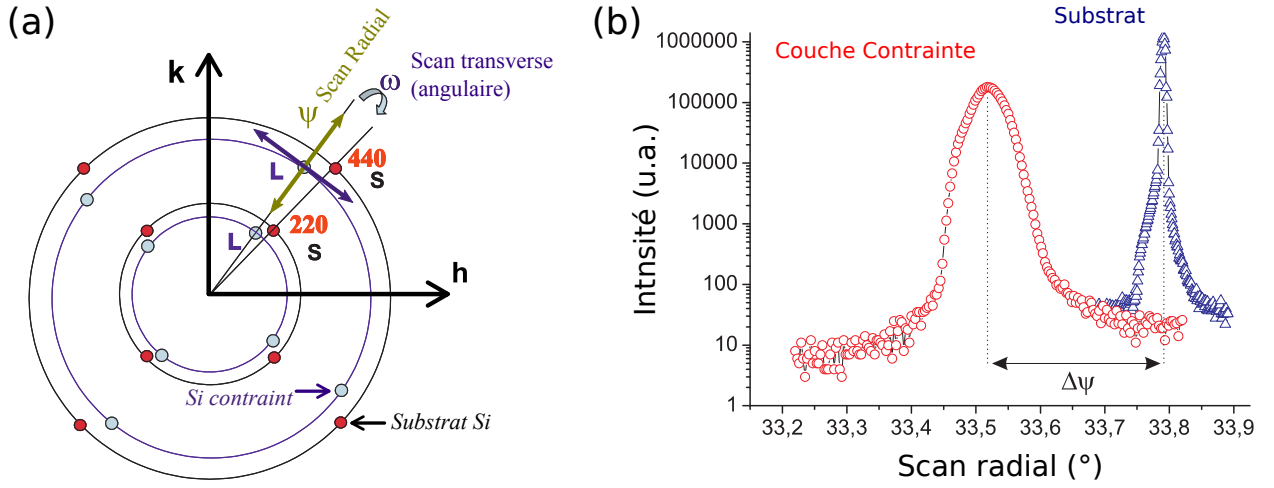 (a)
k
h
ψ Scan Radial
ω
Scan transverse
(angulaire)
L
440
S
220
L
S
Si contraint
Substrat Si
(b)
Substrat
Couche Contrainte
Intnsité (u.a.)
1000000
100000
10000
1000
100
10
1
Δψ
33,2 33,3 33,4 33,5 33,6 33,7 33,8 33,9
Scan radial (°)